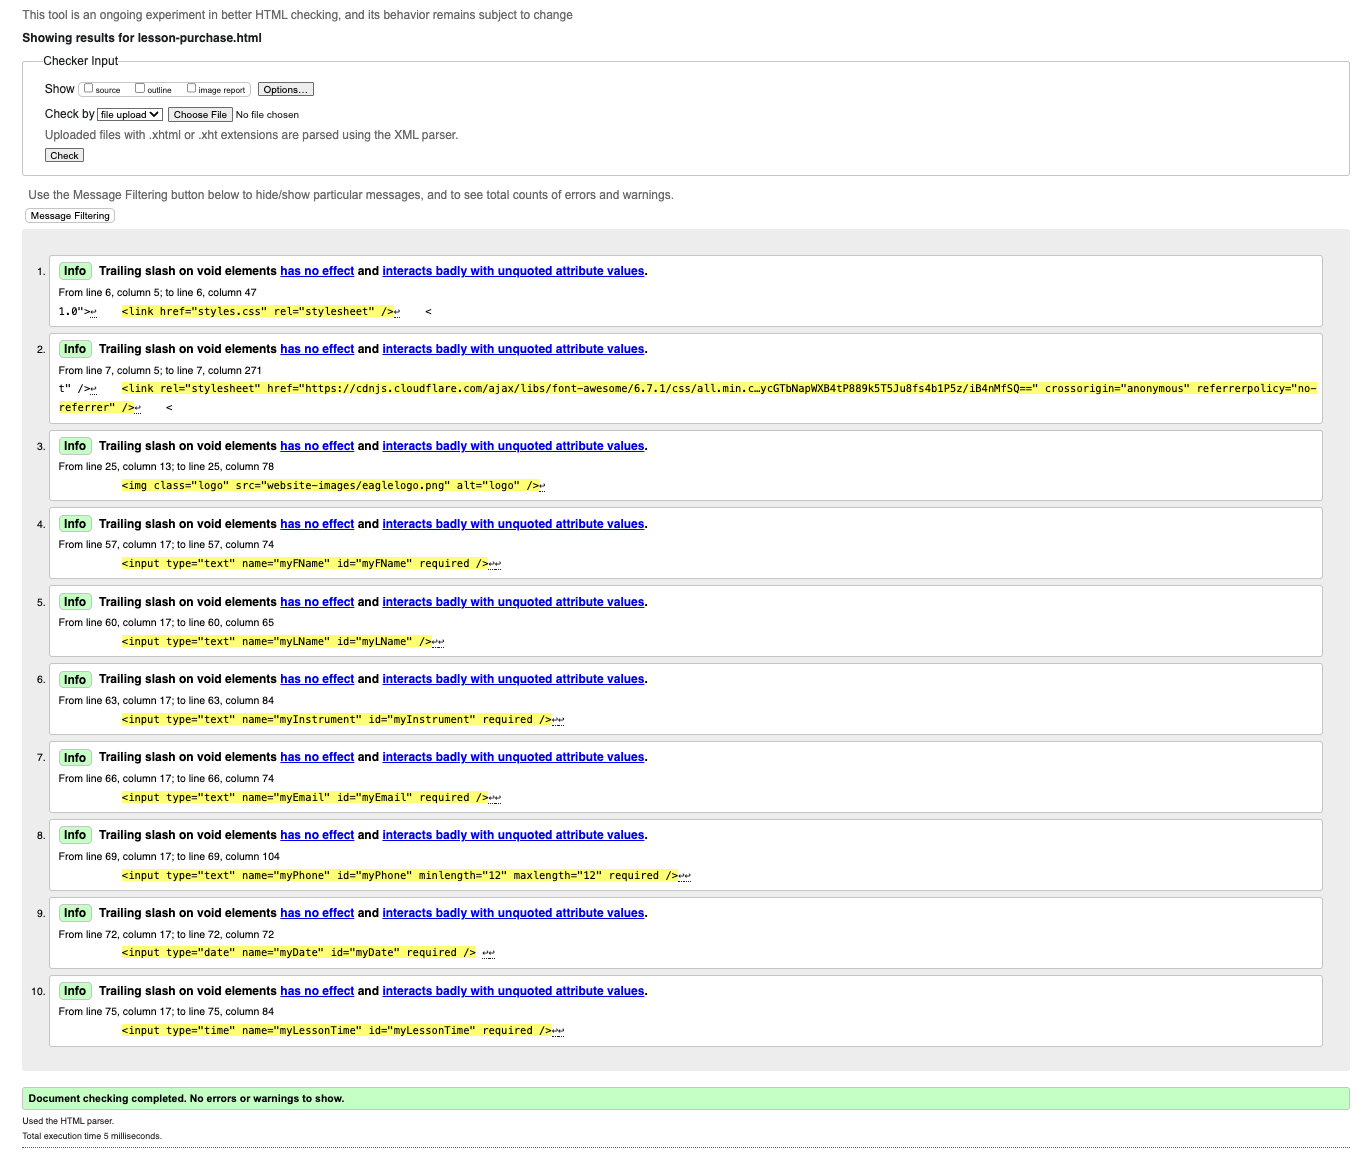 This tool is an ongoing experiment in better HTML checking, and its behavior remains subject to change
Showing results for lesson-purchase.html
Checker Input
Show source outline image report Options...
Check by file upload Choose File No file chosen
Uploaded files with .xhtml or .xht extensions are parsed using the XML parser.
Check
Use the Message Filtering button below to hide/show particular messages, and to see total counts of errors and warnings.
Message Filtering
1. Info Trailing slash on void elements has no effect and interacts badly with unquoted attribute values.
From line 6, column 5; to line 6, column 47
1.0">↩ <link href="styles.css" rel="stylesheet" />↩ <
2. Info Trailing slash on void elements has no effect and interacts badly with unquoted attribute values.
From line 7, column 5; to line 7, column 271
t" />↩ <link rel="stylesheet" href="https://cdnjs.cloudflare.com/ajax/libs/font-awesome/6.7.1/css/all.min.c…ycGTbNapWXB4tP889k5T5Ju8fs4b1P5z/iB4nMfSQ==" crossorigin="anonymous" referrerpolicy="no-
referrer" />↩ <
3. Info Trailing slash on void elements has no effect and interacts badly with unquoted attribute values.
From line 25, column 13; to line 25, column 78
<img class="logo" src="website-images/eaglelogo.png" alt="logo" />↩
4. Info Trailing slash on void elements has no effect and interacts badly with unquoted attribute values.
From line 57, column 17; to line 57, column 74
<input type="text" name="myFName" id="myFName" required />↩↩
5. Info Trailing slash on void elements has no effect and interacts badly with unquoted attribute values.
From line 60, column 17; to line 60, column 65
<input type="text" name="myLName" id="myLName" />↩↩
6. Info Trailing slash on void elements has no effect and interacts badly with unquoted attribute values.
From line 63, column 17; to line 63, column 84
<input type="text" name="myInstrument" id="myInstrument" required />↩↩
7. Info Trailing slash on void elements has no effect and interacts badly with unquoted attribute values.
From line 66, column 17; to line 66, column 74
<input type="text" name="myEmail" id="myEmail" required />↩↩
8. Info Trailing slash on void elements has no effect and interacts badly with unquoted attribute values.
From line 69, column 17; to line 69, column 104
<input type="text" name="myPhone" id="myPhone" minlength="12" maxlength="12" required />↩↩
9. Info Trailing slash on void elements has no effect and interacts badly with unquoted attribute values.
From line 72, column 17; to line 72, column 72
<input type="date" name="myDate" id="myDate" required /> ↩↩
10. Info Trailing slash on void elements has no effect and interacts badly with unquoted attribute values.
From line 75, column 17; to line 75, column 84
<input type="time" name="myLessonTime" id="myLessonTime" required />↩↩
Document checking completed. No errors or warnings to show.
Used the HTML parser.
Total execution time 5 milliseconds.